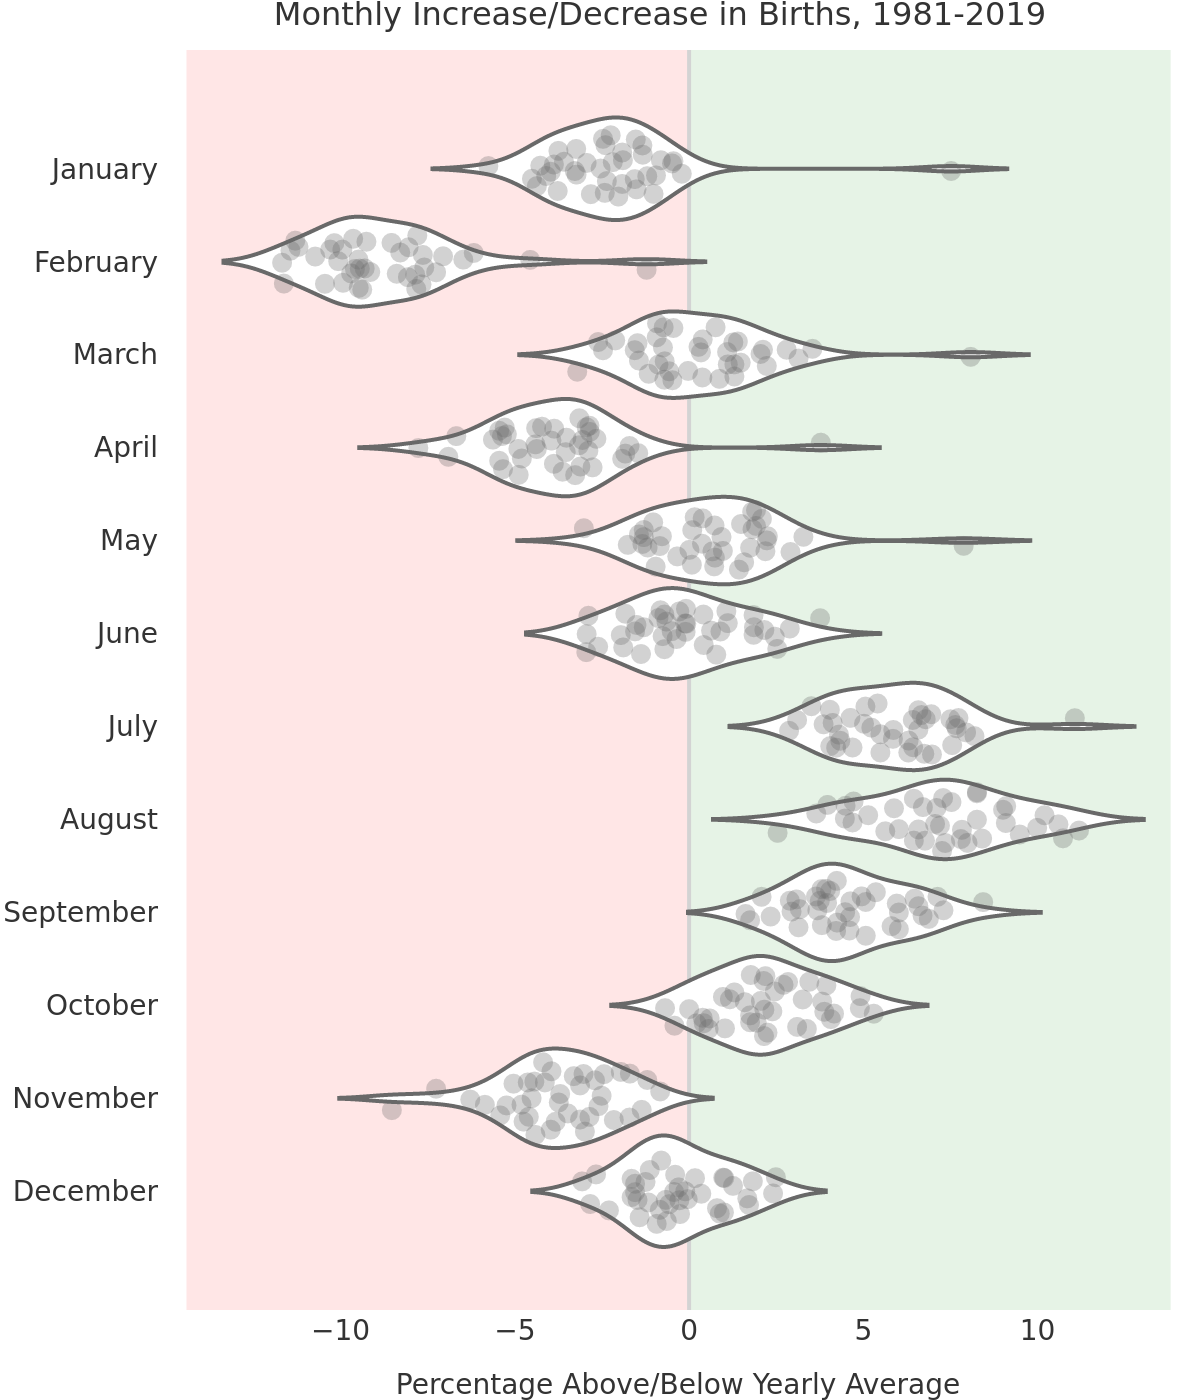 Monthly Increase/Decrease in Births, 1981-2019
January
February
March
April
May
June
July
August
September
October
November
December
−10 −5 0 5 10
Percentage Above/Below Yearly Average